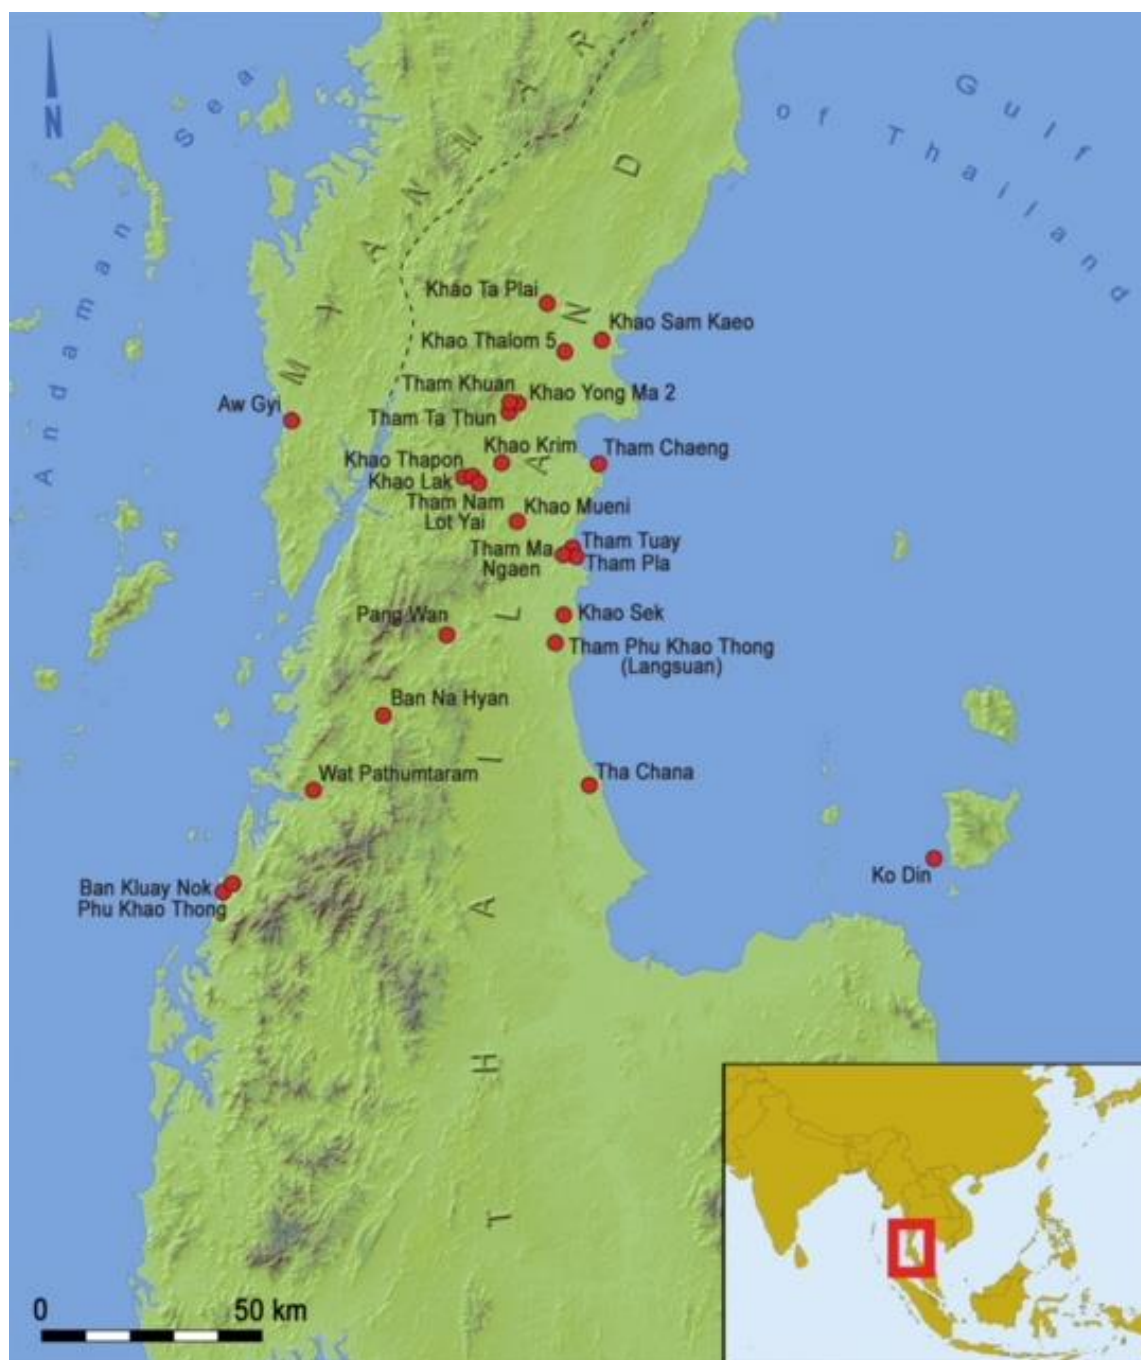 N
Andaman Sea
Gulf
of Thailand
MYANMAR
THAILAND
Khao Ta Plai
Khao Sam Kaeo
Khao Thalom 5
Tham Khuan
Khao Yong Ma 2
Aw Gyi
Tham Ta Thun
Khao Krim
Tham Chaeng
Khao Thapon
Khao Lak
Tham Nam
Lot Yai
Khao Mueni
Tham Tuay
Tham Ma
Ngaen
Tham Pla
Khao Sek
Pang Wan
Tham Phu Khao Thong
(Langsuan)
Ban Na Hyan
Wat Pathumtaram
Tha Chana
Ko Din
Ban Kluay Nok
Phu Khao Thong
0 50 km